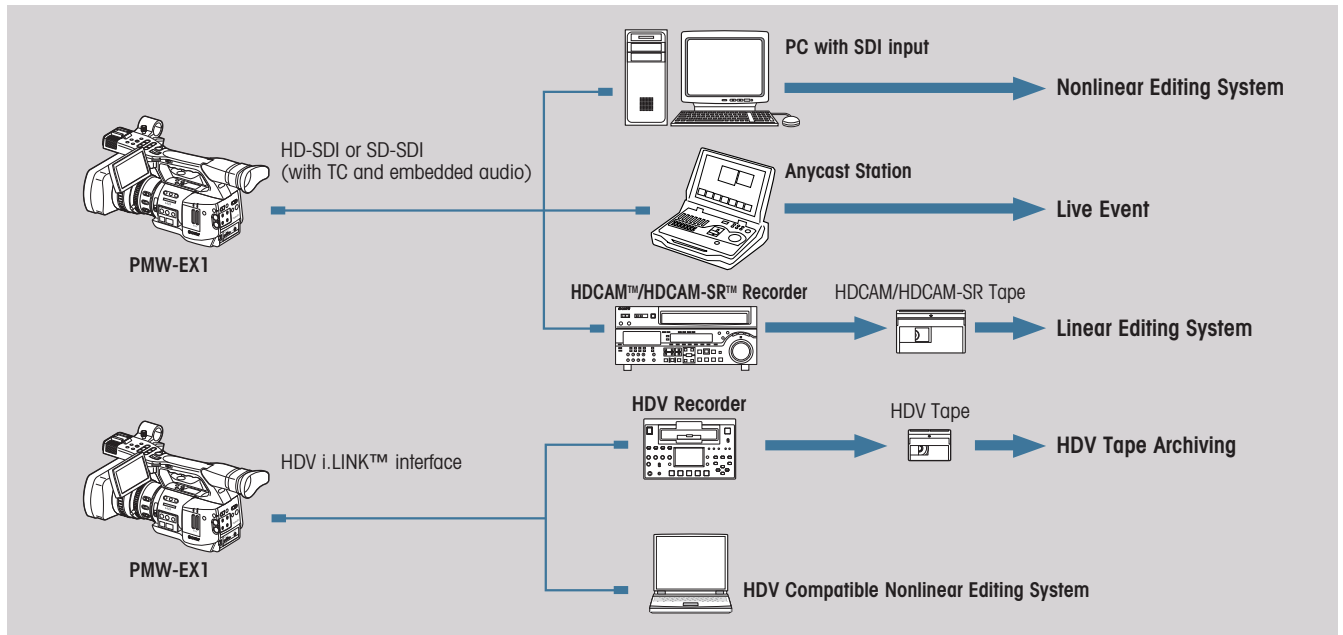 PC with SDI input
Nonlinear Editing System
HD-SDI or SD-SDI
(with TC and embedded audio)
PMW-EX1
Anycast Station
Live Event
HDCAM™/HDCAM-SR™ Recorder
HDCAM/HDCAM-SR Tape
Linear Editing System
HDV Recorder
HDV Tape
HDV Tape Archiving
HDV i.LINK™ interface
PMW-EX1
HDV Compatible Nonlinear Editing System